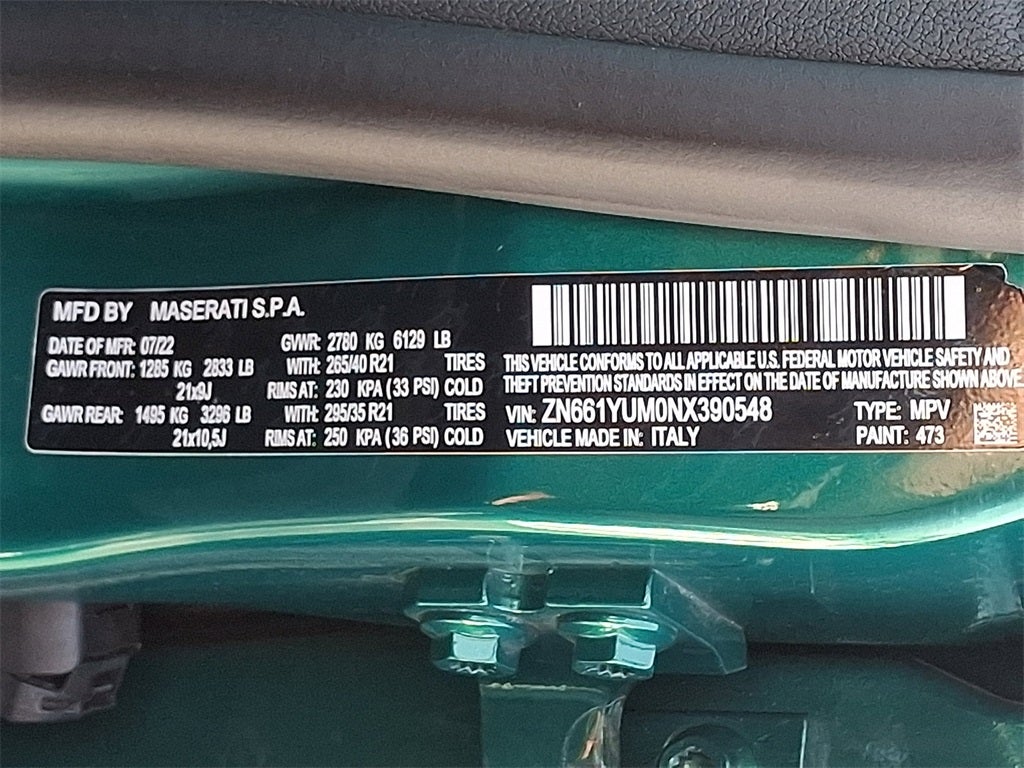 MFD BY MASERATI S.P.A.
DATE OF MFR: 07/22 GVWR: 2780 KG 6129 LB
GAWR FRONT: 1285 KG 2833 LB WITH: 265/40 R21 TIRES
21x9J RIMS AT: 230 KPA (33 PSI) COLD
GAWR REAR: 1495 KG 3296 LB WITH: 295/35 R21 TIRES
21x10,5J RIMS AT: 250 KPA (36 PSI) COLD
THIS VEHICLE CONFORMS TO ALL APPLICABLE U.S. FEDERAL MOTOR VEHICLE SAFETY AND
THEFT PREVENTION STANDARDS IN EFFECT ON THE DATE OF MANUFACTURE SHOWN ABOVE
VIN: ZN661YUM0NX390548 TYPE: MPV
VEHICLE MADE IN: ITALY PAINT: 473